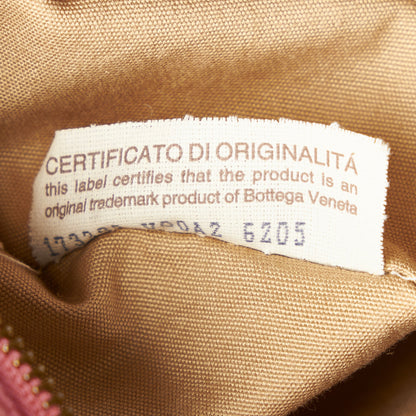 CERTIFICATO DI ORIGINALITÁ
this label certifies that the product is an
original trademark product of Bottega Veneta
6205